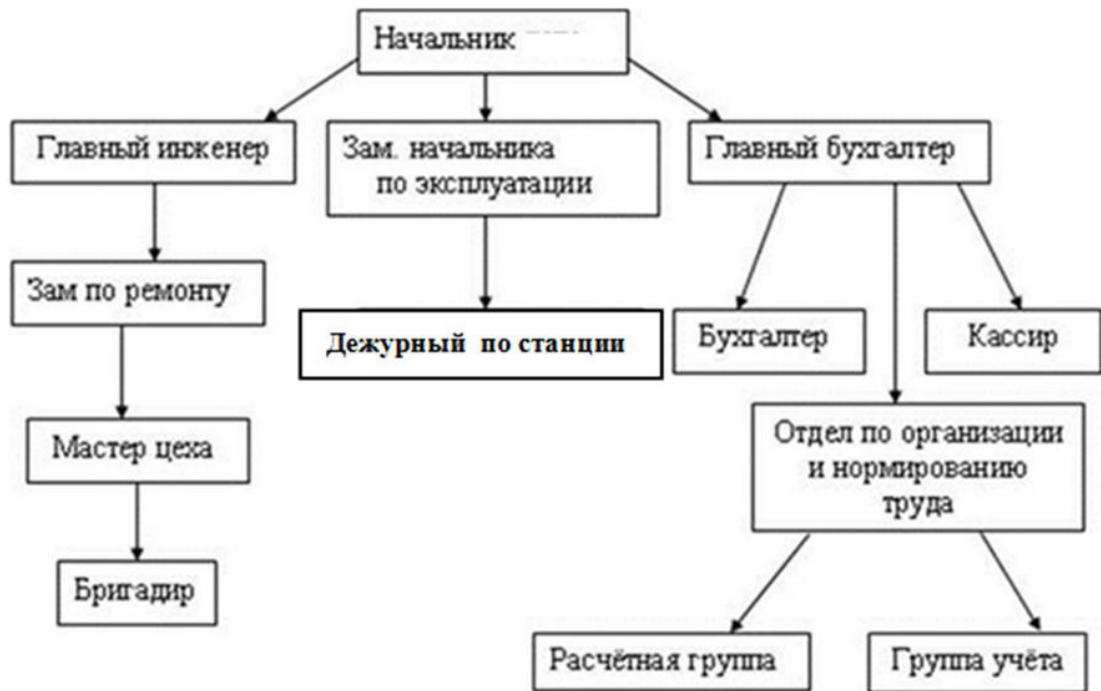 Начальник
Главный инженер
Зам. начальника
по эксплуатации
Главный бухгалтер
Зам по ремонту
Дежурный по станции
Бухгалтер
Кассир
Мастер цеха
Отдел по организации
и нормированию
труда
Бригадир
Расчётная группа
Группа учёта